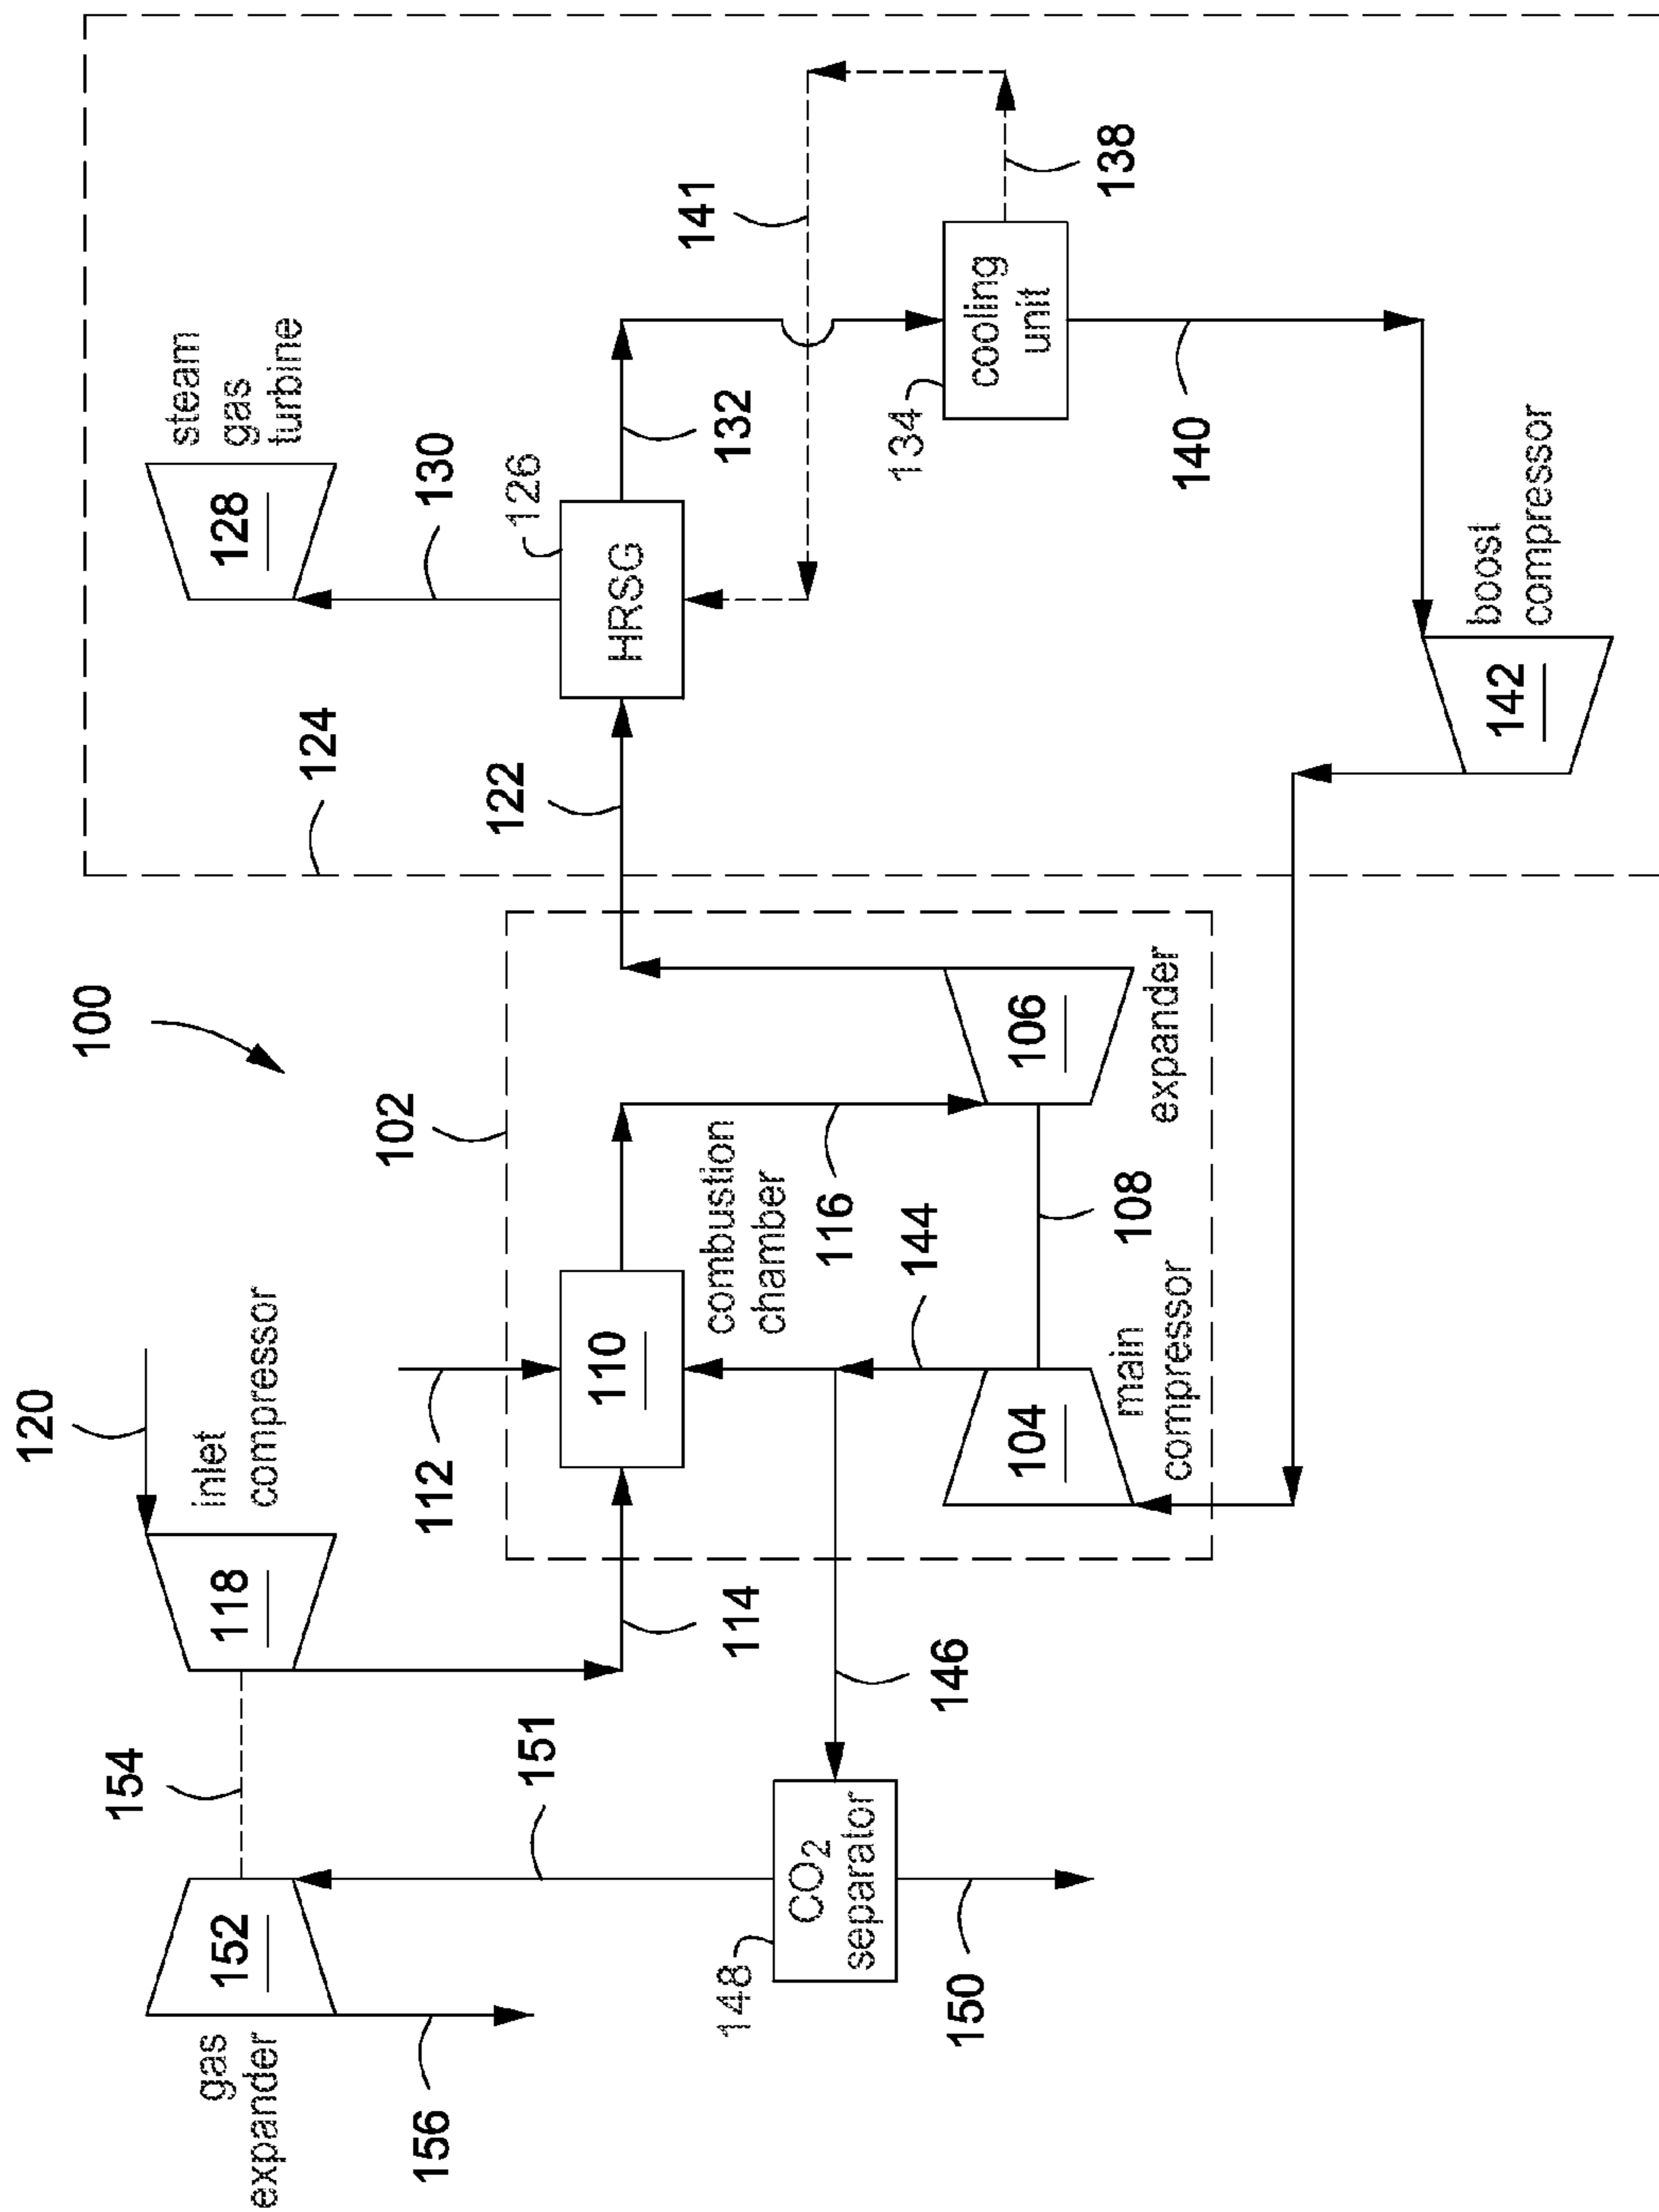 120
100
154
gas
expander
inlet
compressor
steam
gas
turbine
152
118
128
124
102
156
112
130
122
126
151
110
HRSG
141
combustion
chamber
148
114
132
CO2
separator
116
134
144
150
146
cooling
unit
104
106
138
main
compressor
108
expander
140
142
boost
compressor